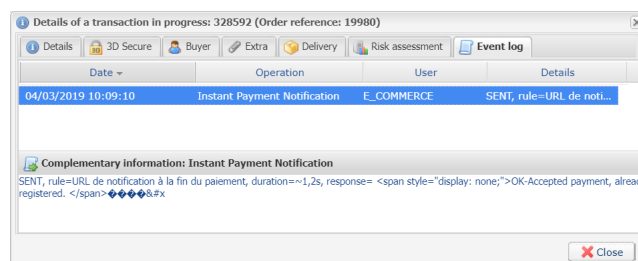 Details of a transaction in progress: 328592 (Order reference: 19980)
Details 3D Secure Buyer Extra Delivery Risk assessment Event log
Date Operation User Details
04/03/2019 10:09:10 Instant Payment Notification E_COMMERCE SENT, rule=URL de noti...
Complementary information: Instant Payment Notification
SENT, rule=URL de notification à la fin du paiement, duration=~1,2s, response= <span style="display: none;">OK-Accepted payment, alread
registered. </span>����&#x
Close